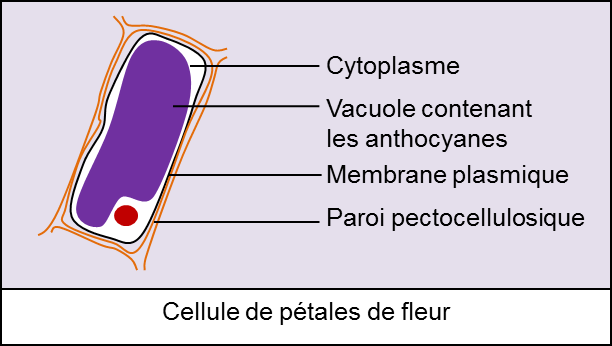 Cytoplasme
Vacuole contenant
les anthocyanes
Membrane plasmique
Paroi pectocellulosique
Cellule de pétales de fleur